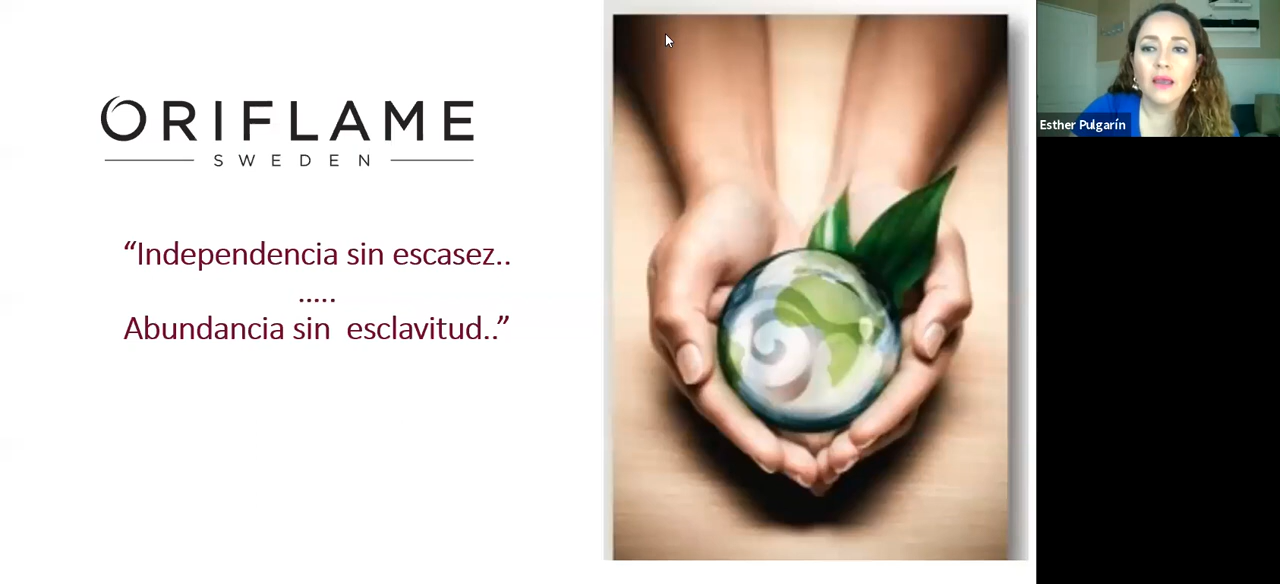 ORIFLAME
SWEDEN
“Independencia sin escasez..
.....
Abundancia sin  esclavitud..”
Esther Pulgarín